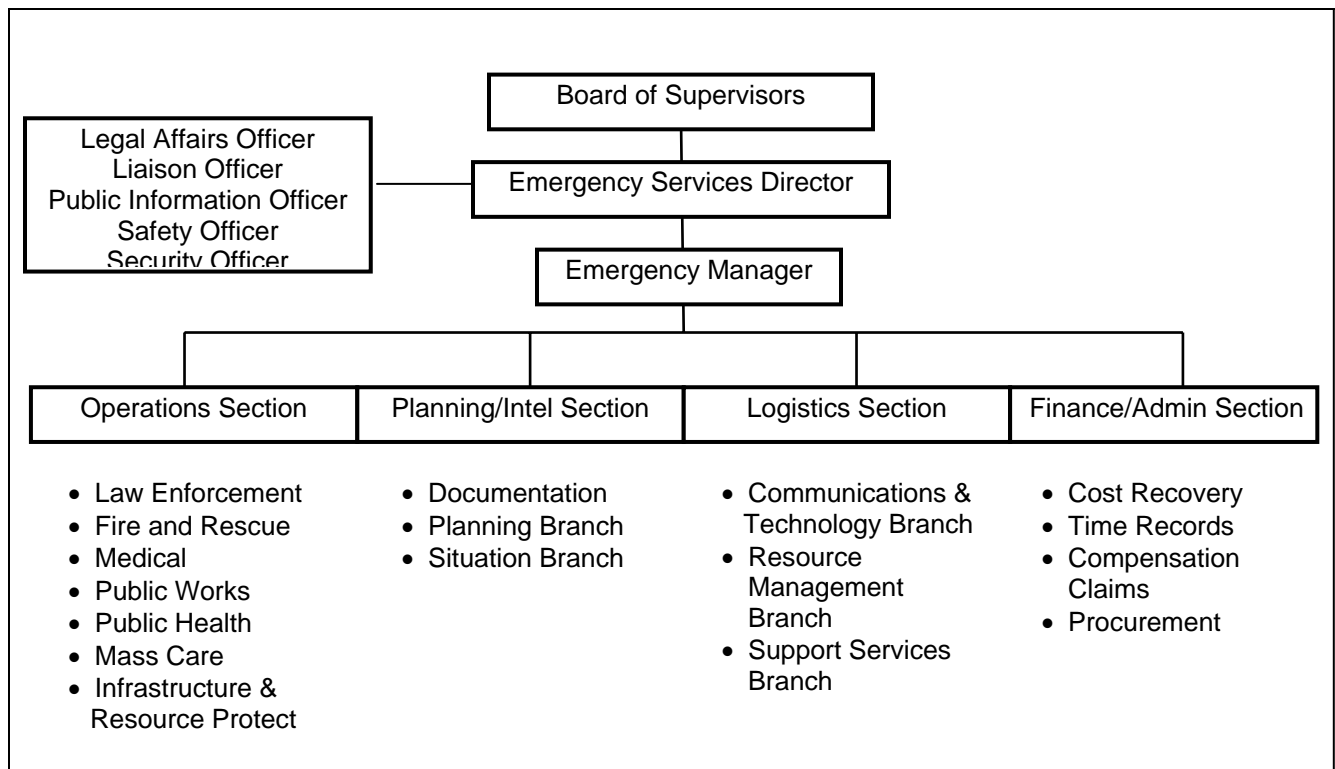 Board of Supervisors
Legal Affairs Officer
Liaison Officer
Public Information Officer
Safety Officer
Security Officer
Emergency Services Director
Emergency Manager
Operations Section
Planning/Intel Section
Logistics Section
Finance/Admin Section
• Law Enforcement
• Fire and Rescue
• Medical
• Public Works
• Public Health
• Mass Care
• Infrastructure &
Resource Protect
• Documentation
• Planning Branch
• Situation Branch
• Communications &
Technology Branch
• Resource
Management
Branch
• Support Services
Branch
• Cost Recovery
• Time Records
• Compensation
Claims
• Procurement